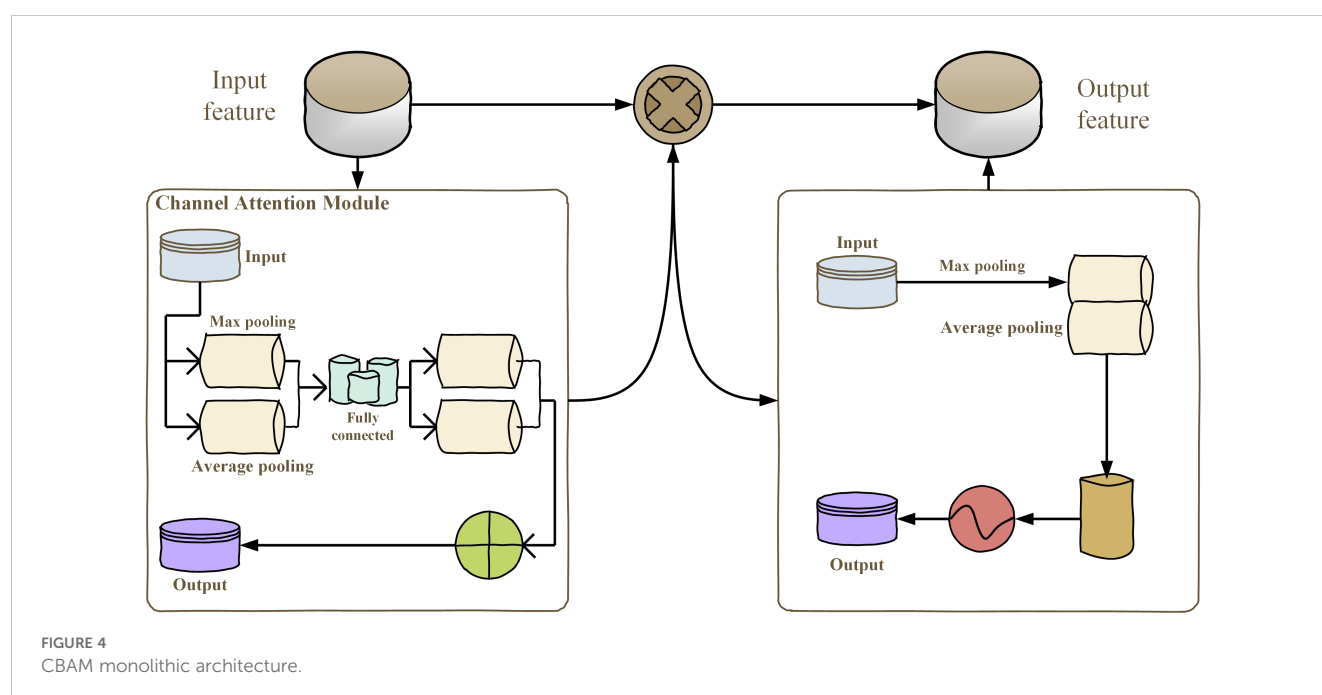 Input
feature
Output
feature
Channel Attention Module
Input
Max pooling
Fully
connected
Average pooling
Output
Input
Max pooling
Average pooling
Output
FIGURE 4
CBAM monolithic architecture.